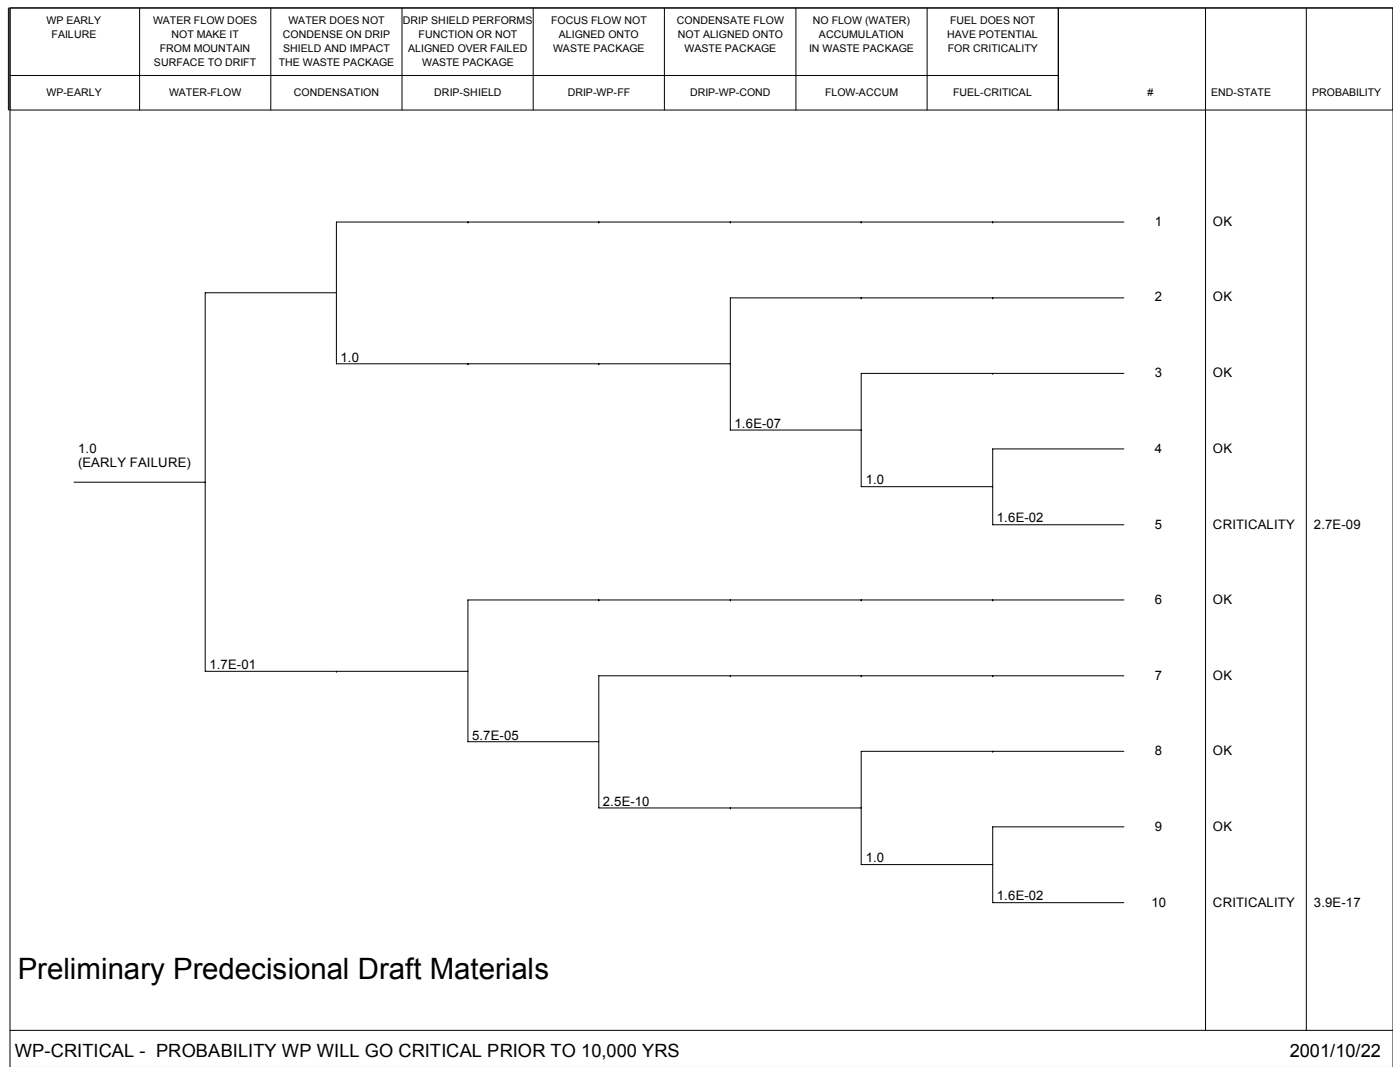 WP EARLY
FAILURE
WATER FLOW DOES
NOT MAKE IT
FROM MOUNTAIN
SURFACE TO DRIFT
WATER DOES NOT
CONDENSE ON DRIP
SHIELD AND IMPACT
THE WASTE PACKAGE
DRIP SHIELD PERFORMS
FUNCTION OR NOT
ALIGNED OVER FAILED
WASTE PACKAGE
FOCUS FLOW NOT
ALIGNED ONTO
WASTE PACKAGE
CONDENSATE FLOW
NOT ALIGNED ONTO
WASTE PACKAGE
NO FLOW (WATER)
ACCUMULATION
IN WASTE PACKAGE
FUEL DOES NOT
HAVE POTENTIAL
FOR CRITICALITY
WP-EARLY
WATER-FLOW
CONDENSATION
DRIP-SHIELD
DRIP-WP-FF
DRIP-WP-COND
FLOW-ACCUM
FUEL-CRITICAL
#
END-STATE
PROBABILITY
1 OK
2 OK
1.0
3 OK
1.6E-07
1.0
(EARLY FAILURE)
4 OK
1.0
1.6E-02
5 CRITICALITY 2.7E-09
6 OK
1.7E-01
7 OK
5.7E-05
8 OK
2.5E-10
9 OK
1.0
1.6E-02
10 CRITICALITY 3.9E-17
Preliminary Predecisional Draft Materials
WP-CRITICAL - PROBABILITY WP WILL GO CRITICAL PRIOR TO 10,000 YRS
2001/10/22